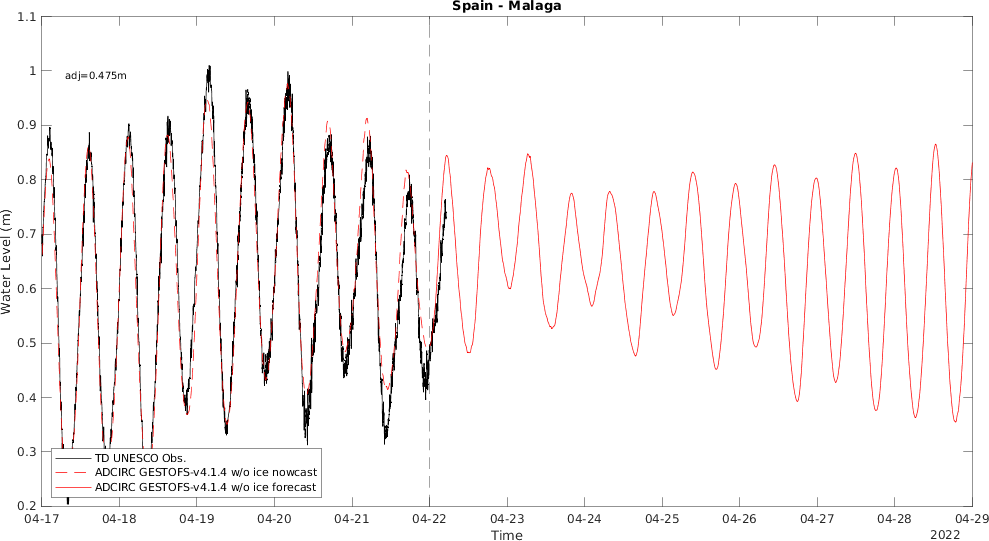 Spain - Malaga
adj=0.475m
Water Level (m)
1.1
1
0.9
0.8
0.7
0.6
0.5
0.4
0.3
0.2
TD UNESCO Obs.
ADCIRC GESTOFS-v4.1.4 w/o ice nowcast
ADCIRC GESTOFS-v4.1.4 w/o ice forecast
04-17 04-18 04-19 04-20 04-21 04-22 04-23 04-24 04-25 04-26 04-27 04-28 04-29
Time
2022